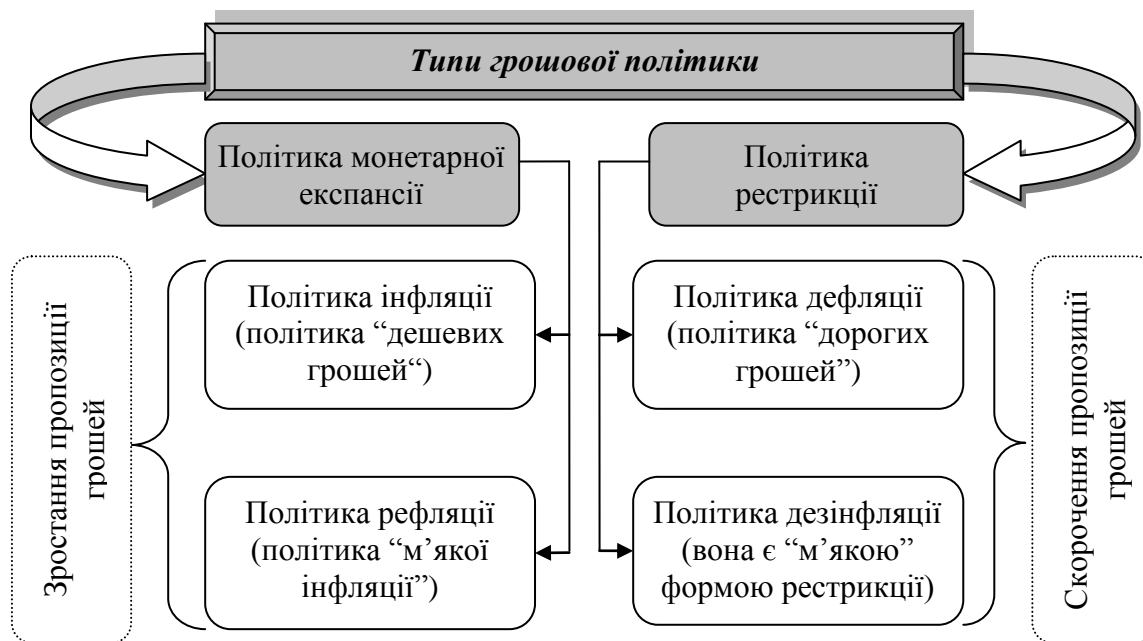 Типи грошової політики
Політика монетарної
експансії
Політика
рестрикції
Зростання пропозиції
грошей
Політика інфляції
(політика “дешевих
грошей“)
Політика дефляції
(політика “дорогих
грошей”)
Скорочення пропозиції
грошей
Політика рефляції
(політика “м’якої
інфляції”)
Політика дезінфляції
(вона є “м’якою”
формою рестрикції)